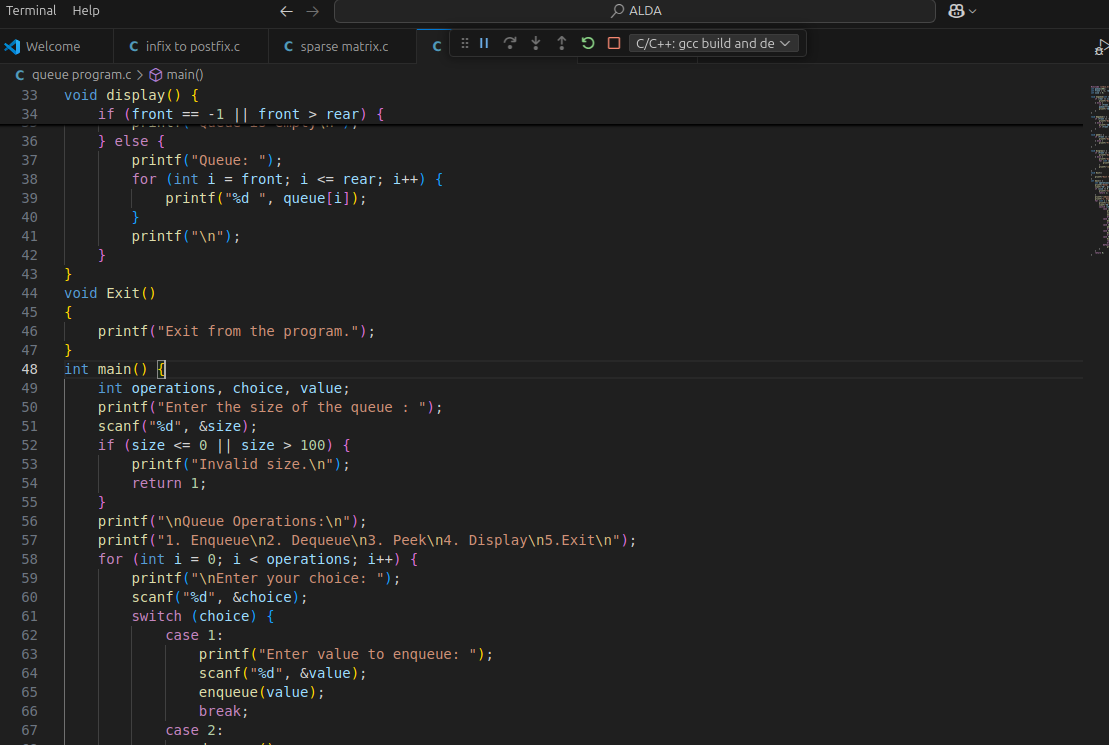 Terminal Help ALDA
Welcome C infix to postfix.c C sparse matrix.c C C/C++: gcc build and de
C queue program.c > main()
33 void display() {
34     if (front == -1 || front > rear) {
36     } else {
37         printf("Queue: ");
38         for (int i = front; i <= rear; i++) {
39             printf("%d ", queue[i]);
40         }
41         printf("\n");
42     }
43 }
44 void Exit()
45 {
46     printf("Exit from the program.");
47 }
48 int main() {
49     int operations, choice, value;
50     printf("Enter the size of the queue : ");
51     scanf("%d", &size);
52     if (size <= 0 || size > 100) {
53         printf("Invalid size.\n");
54         return 1;
55     }
56     printf("\nQueue Operations:\n");
57     printf("1. Enqueue\n2. Dequeue\n3. Peek\n4. Display\n5.Exit\n");
58     for (int i = 0; i < operations; i++) {
59         printf("\nEnter your choice: ");
60         scanf("%d", &choice);
61         switch (choice) {
62             case 1:
63                 printf("Enter value to enqueue: ");
64                 scanf("%d", &value);
65                 enqueue(value);
66                 break;
67             case 2: